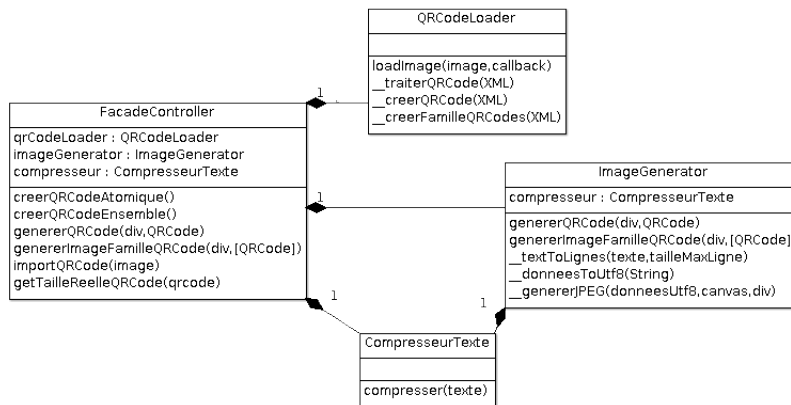 QRCodeLoader
loadImage(image,callback)
__traiterQRCode(XML)
__creerQRCode(XML)
__creerFamilleQRCodes(XML)
1
FacadeController
qrCodeLoader : QRCodeLoader
imageGenerator : ImageGenerator
compresseur : CompresseurTexte
creerQRCodeAtomique()
creerQRCodeEnsemble()
genererQRCode(div,QRCode)
genererImageFamilleQRCode(div,[QRCode])
importQRCode(image)
getTailleReelleQRCode(qrcode)
1
ImageGenerator
compresseur : CompresseurTexte
genererQRCode(div,QRCode)
genererImageFamilleQRCode(div,[QRCode]
__textToLignes(texte,tailleMaxLigne)
__donneesToUtf8(String)
__genererJPEG(donneesUtf8,canvas,div)
1
1
CompresseurTexte
compresser(texte)